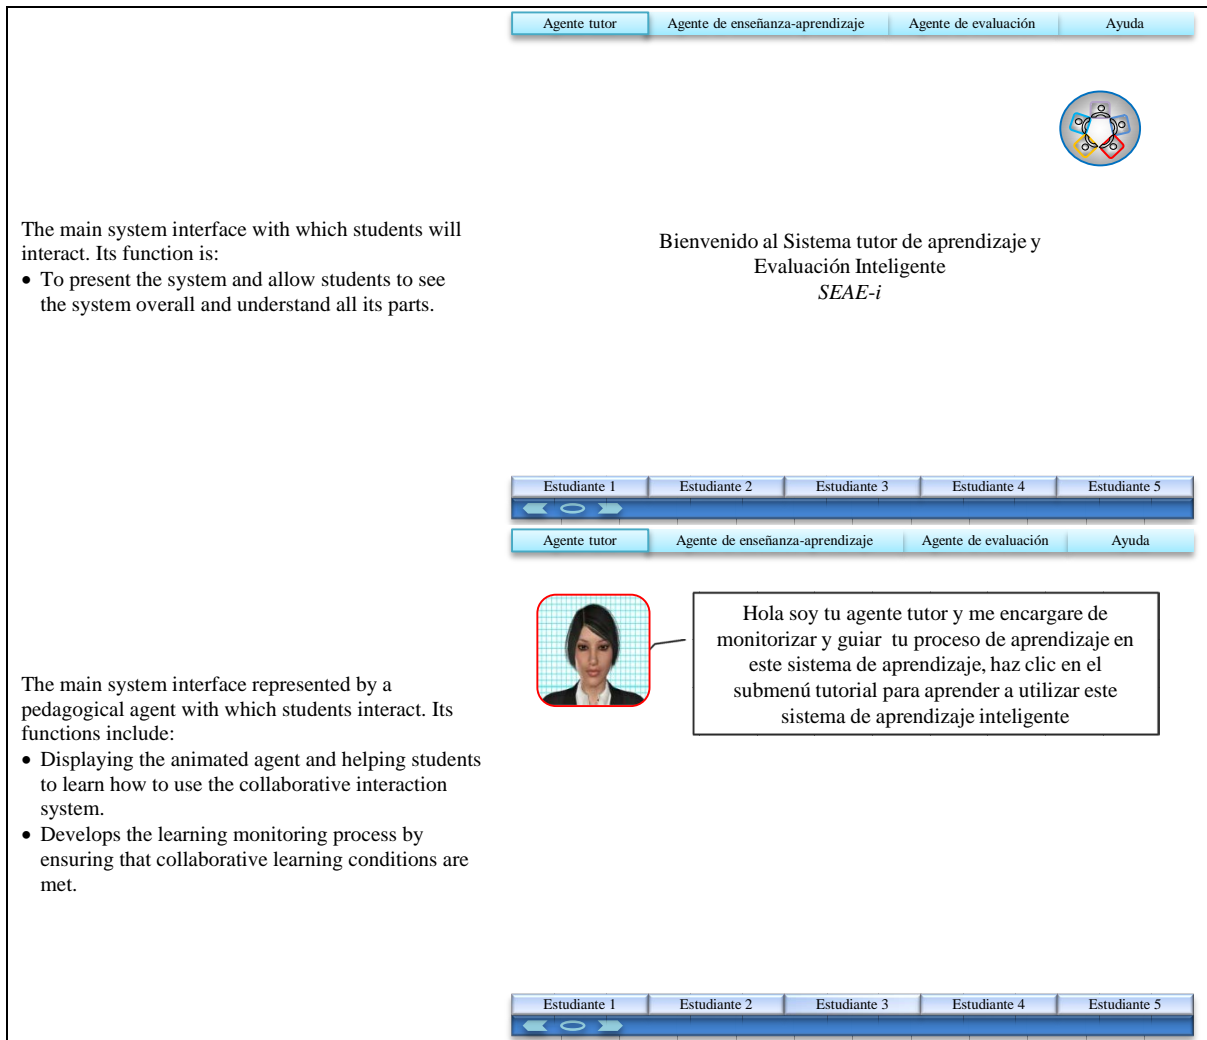 Agente tutor Agente de enseñanza-aprendizaje Agente de evaluación Ayuda
The main system interface with which students will
interact. Its function is:
• To present the system and allow students to see
the system overall and understand all its parts.
Bienvenido al Sistema tutor de aprendizaje y
Evaluación Inteligente
SEAE-i
Estudiante 1 Estudiante 2 Estudiante 3 Estudiante 4 Estudiante 5
Agente tutor Agente de enseñanza-aprendizaje Agente de evaluación Ayuda
The main system interface represented by a
pedagogical agent with which students interact. Its
functions include:
• Displaying the animated agent and helping students
to learn how to use the collaborative interaction
system.
• Develops the learning monitoring process by
ensuring that collaborative learning conditions are
met.
Hola soy tu agente tutor y me encargare de
monitorizar y guiar tu proceso de aprendizaje en
este sistema de aprendizaje, haz clic en el
submenú tutorial para aprender a utilizar este
sistema de aprendizaje inteligente
Estudiante 1 Estudiante 2 Estudiante 3 Estudiante 4 Estudiante 5